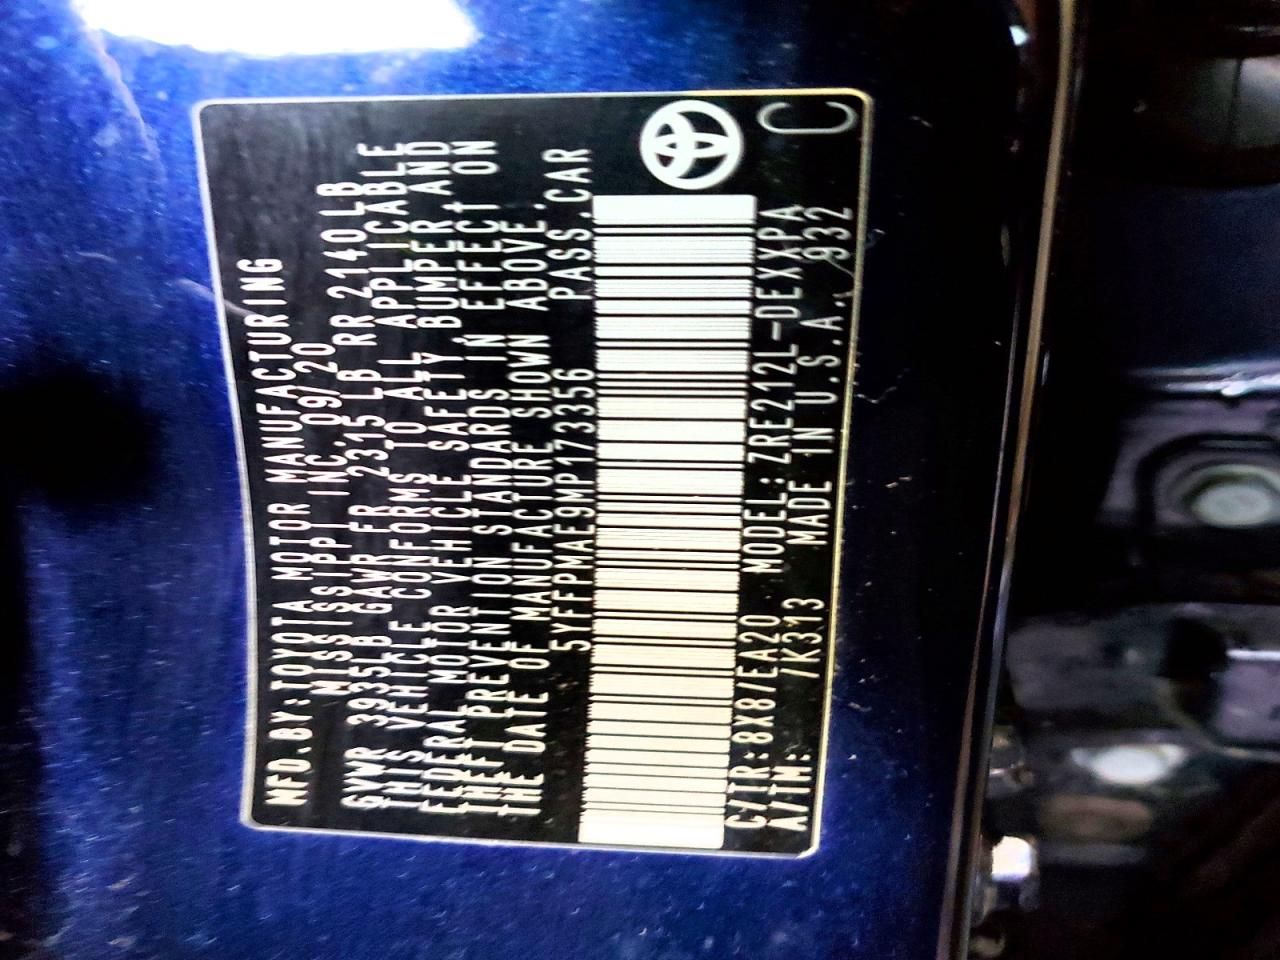 MFD.BY:TOYOTA MOTOR MANUFACTURING
MISSISSIPPI INC. 09/20
GVWR 3935LB GAWR FR 2315 LB RR 2140LB
THIS VEHICLE CONFORMS TO ALL APPLICABLE
FEDERAL MOTOR VEHICLE SAFETY, BUMPER, AND
THEFT PREVENTION STANDARDS IN EFFECT ON
THE DATE OF MANUFACTURE SHOWN ABOVE.
5YFEPMAE9MP173356 PASS.CAR
C/TR:8X8/EA20 MODEL:ZRE212L-DEXXPA
A/TM: /K313 MADE IN U.S.A. 932
C